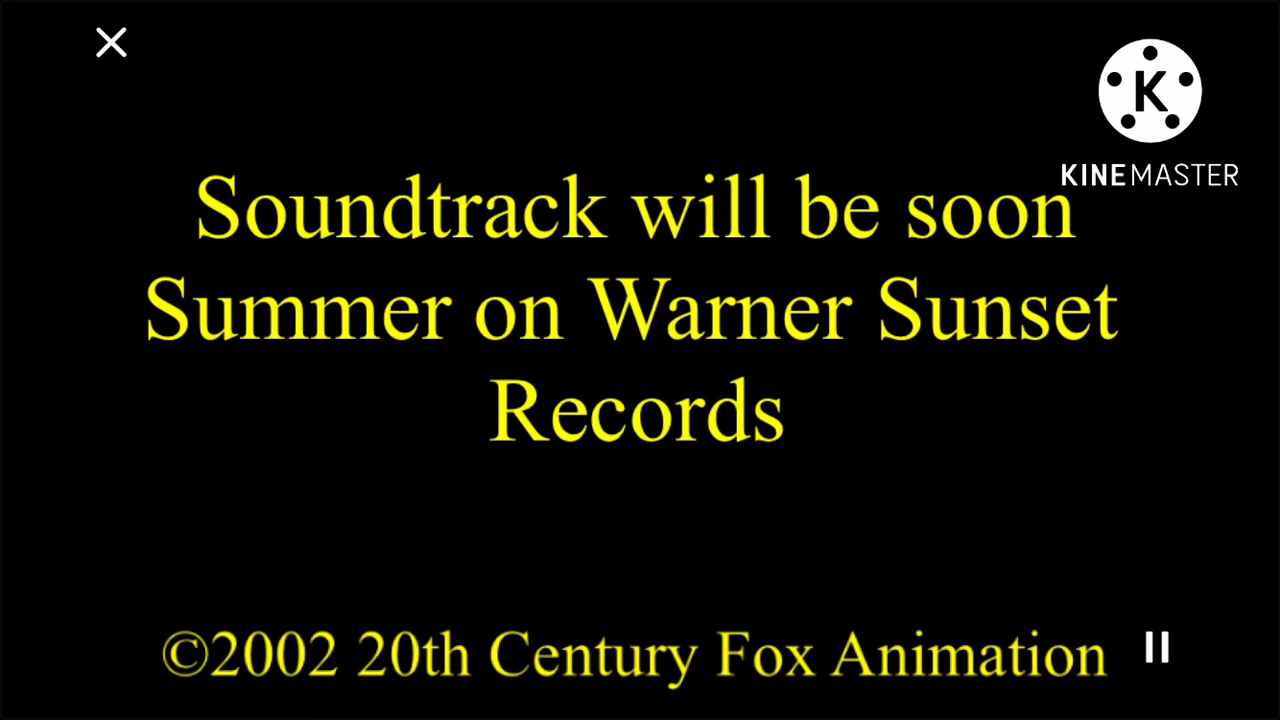 K
KINEMASTER
Soundtrack will be soon
Summer on Warner Sunset
Records
©2002 20th Century Fox Animation